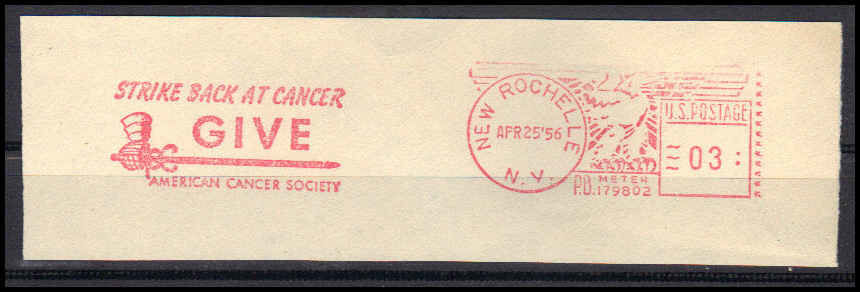 STRIKE BACK AT CANCER
GIVE
AMERICAN CANCER SOCIETY
NEW ROCHELLE
APR 25 '56
N.Y.
U.S. POSTAGE
03
METER
P.O. 179802